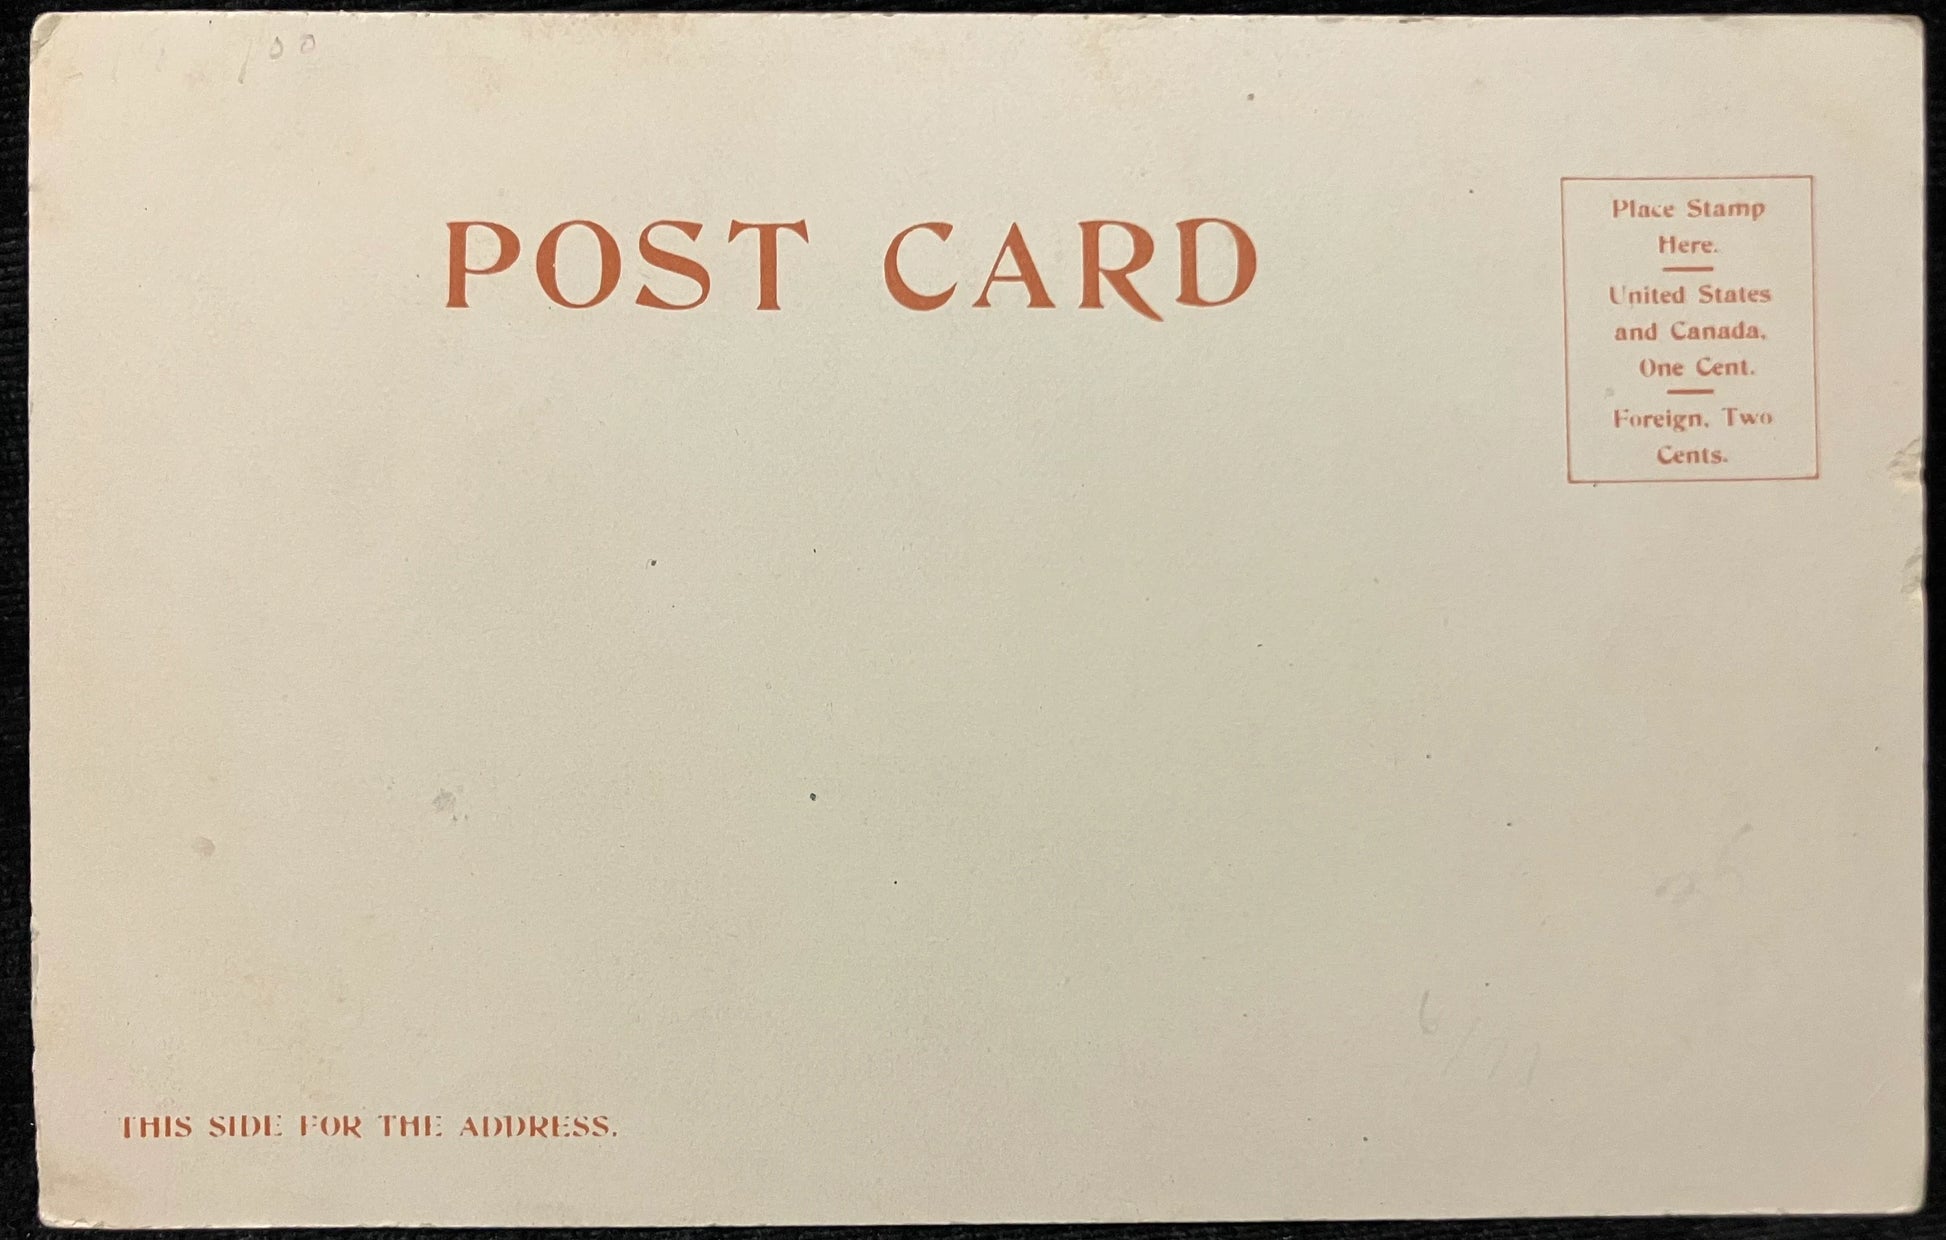 POST CARD
Place Stamp
Here.
United States
and Canada,
One Cent.
Foreign, Two
Cents.
THIS SIDE FOR THE ADDRESS.